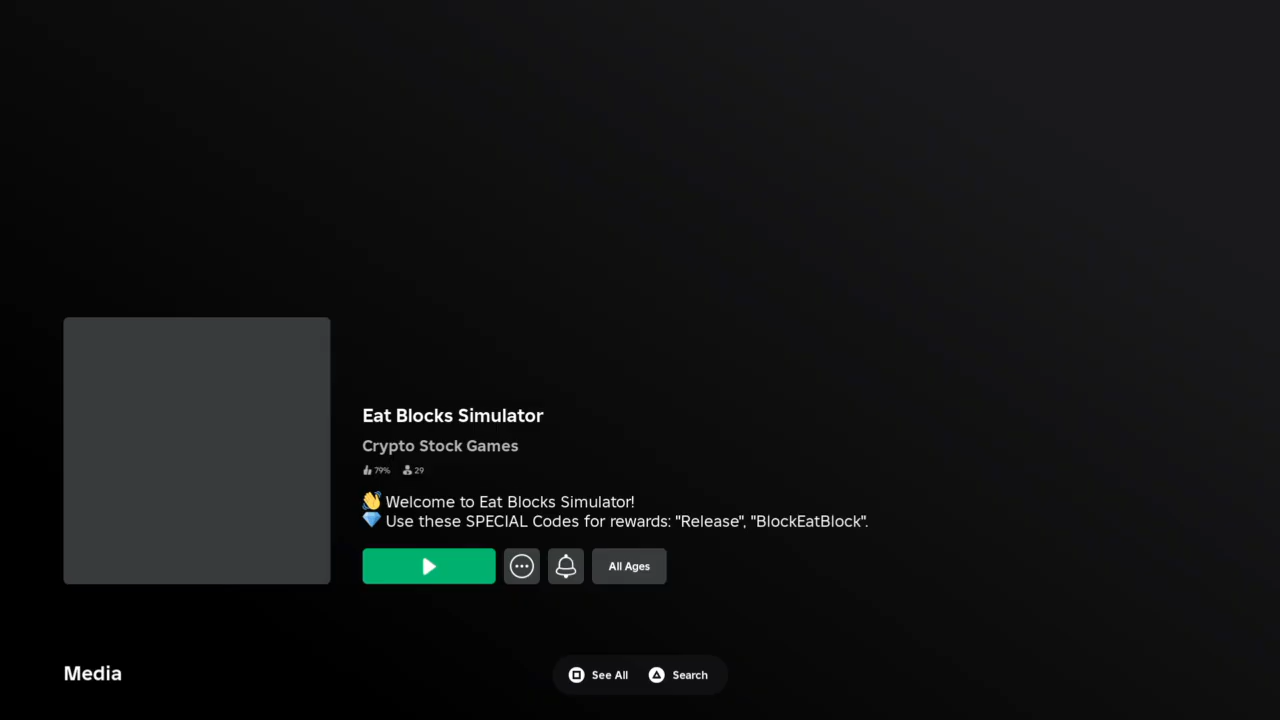 Eat Blocks Simulator
Crypto Stock Games
79% 29
👋 Welcome to Eat Blocks Simulator!
💎 Use these SPECIAL Codes for rewards: "Release", "BlockEatBlock".
All Ages
Media
See All Search